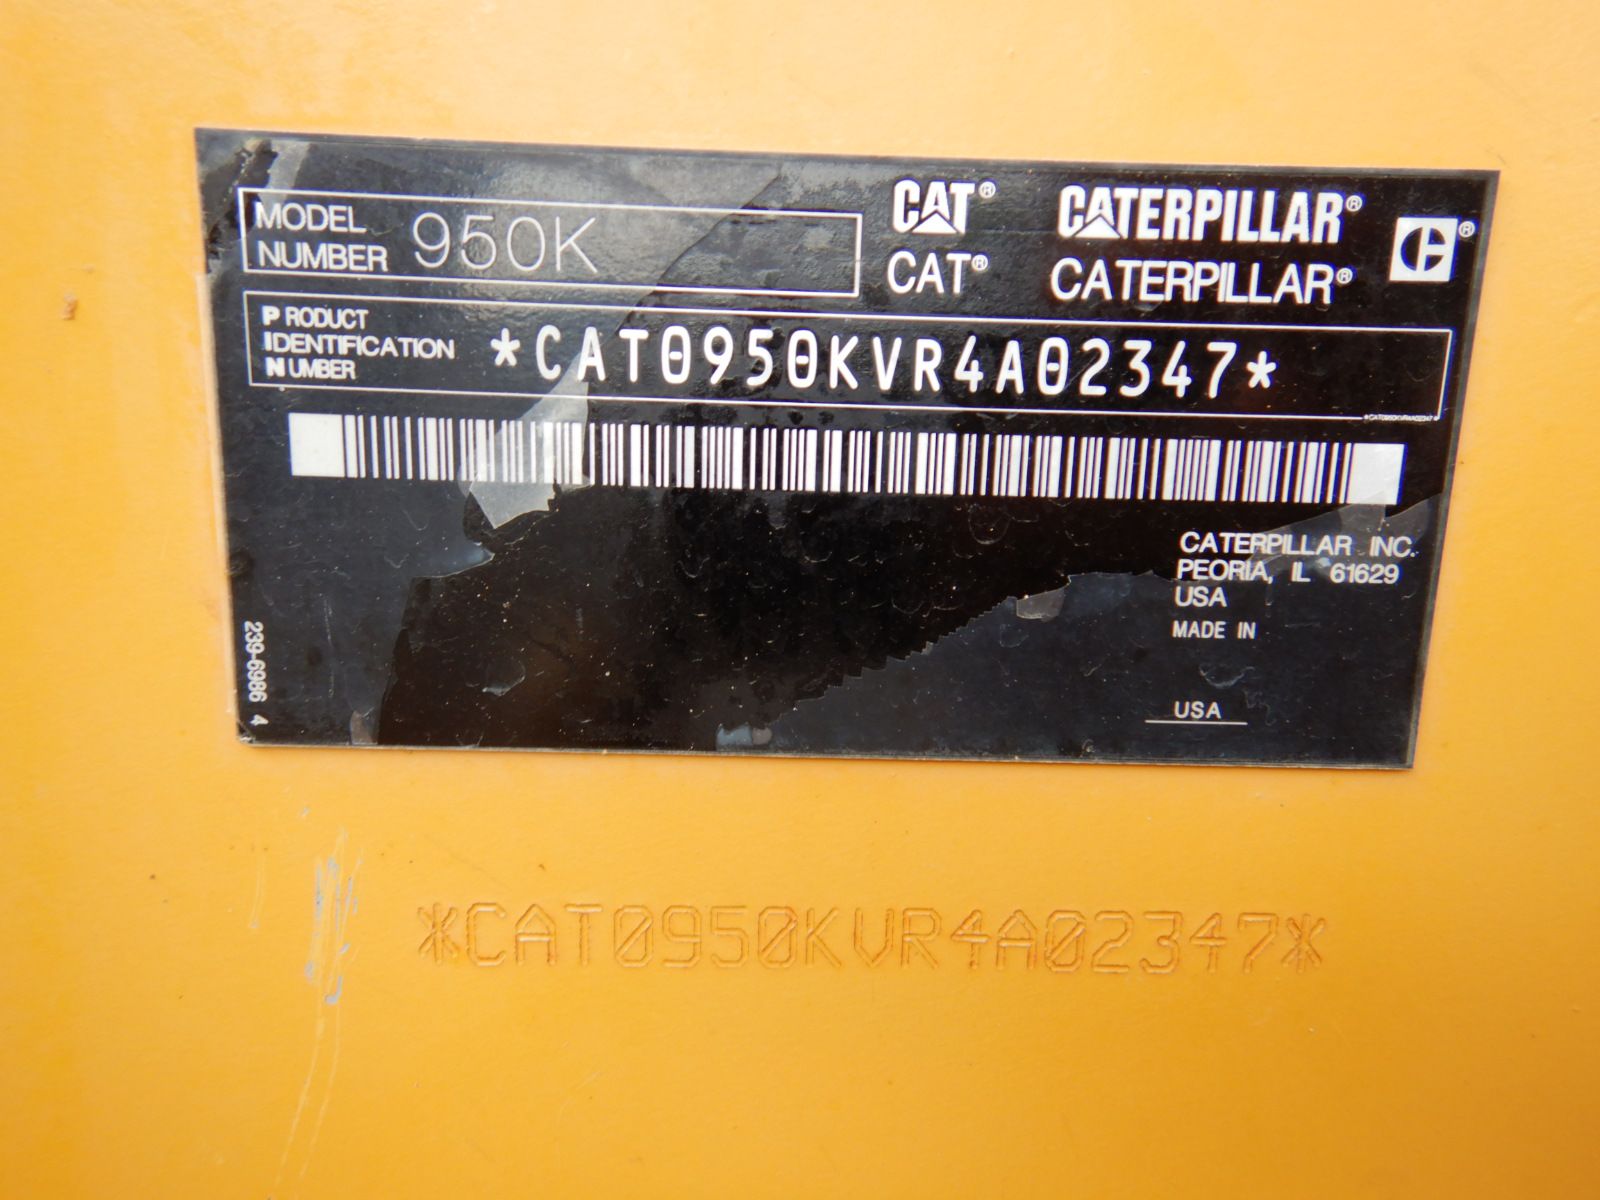 MODEL NUMBER 950K
CAT® CATERPILLAR®
CAT® CATERPILLAR®
PRODUCT IDENTIFICATION NUMBER *CAT0950KVR4A02347*
*CAT0950KVR4A02347*
CATERPILLAR INC.
PEORIA, IL 61629
USA
MADE IN
USA
239-6986 4
*CAT0950KVR4A02347*